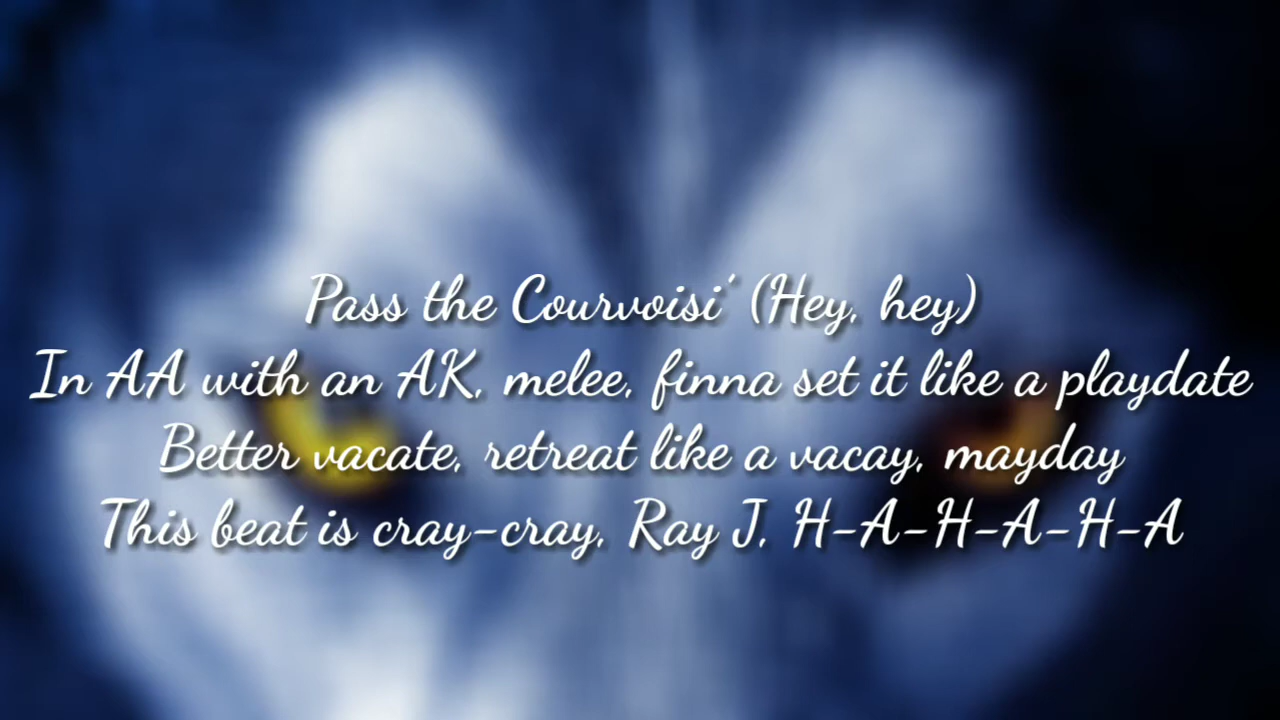 Pass the Courvoisi' (Hey, hey)
In AA with an AK, melee, finna set it like a playdate
Better vacate, retreat like a vacay, mayday
This beat is cray-cray, Ray J, H-A-H-A-H-A